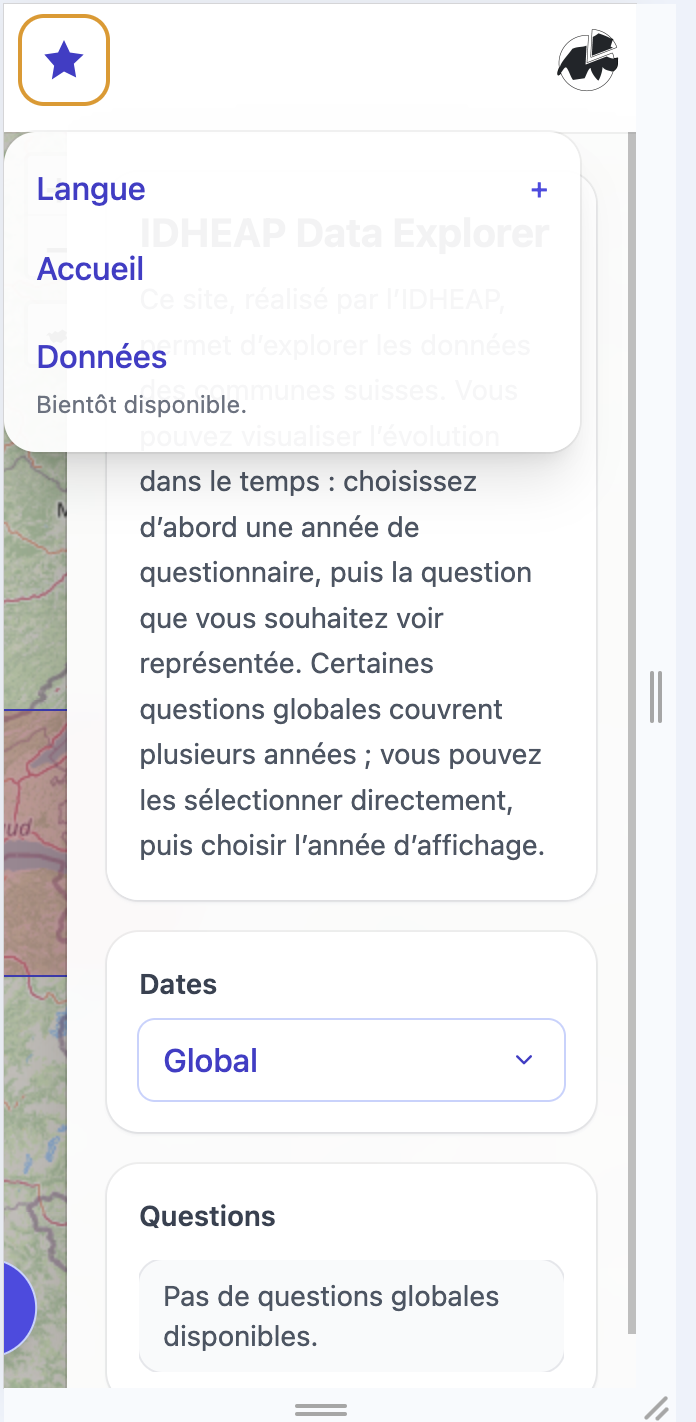 Langue +
IDHEAP Data Explorer
Accueil
Ce site, réalisé par l’IDHEAP,
permet d’explorer les données
Données
des communes suisses. Vous
Bientôt disponible.
pouvez visualiser l’évolution
dans le temps : choisissez
d’abord une année de
questionnaire, puis la question
que vous souhaitez voir
représentée. Certaines
questions globales couvrent
plusieurs années ; vous pouvez
les sélectionner directement,
puis choisir l’année d’affichage.
Dates
Global
Questions
Pas de questions globales
disponibles.